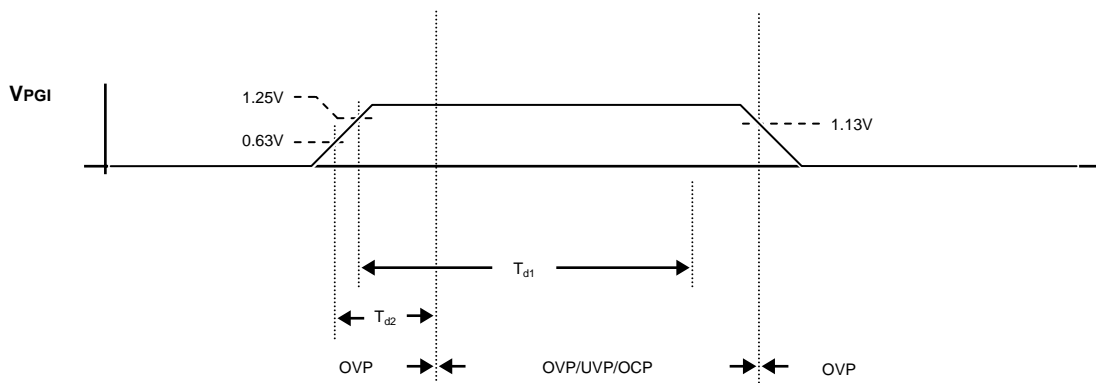 VPGI
1.25V
0.63V
1.13V
Td1
Td2
OVP
OVP/UVP/OCP
OVP